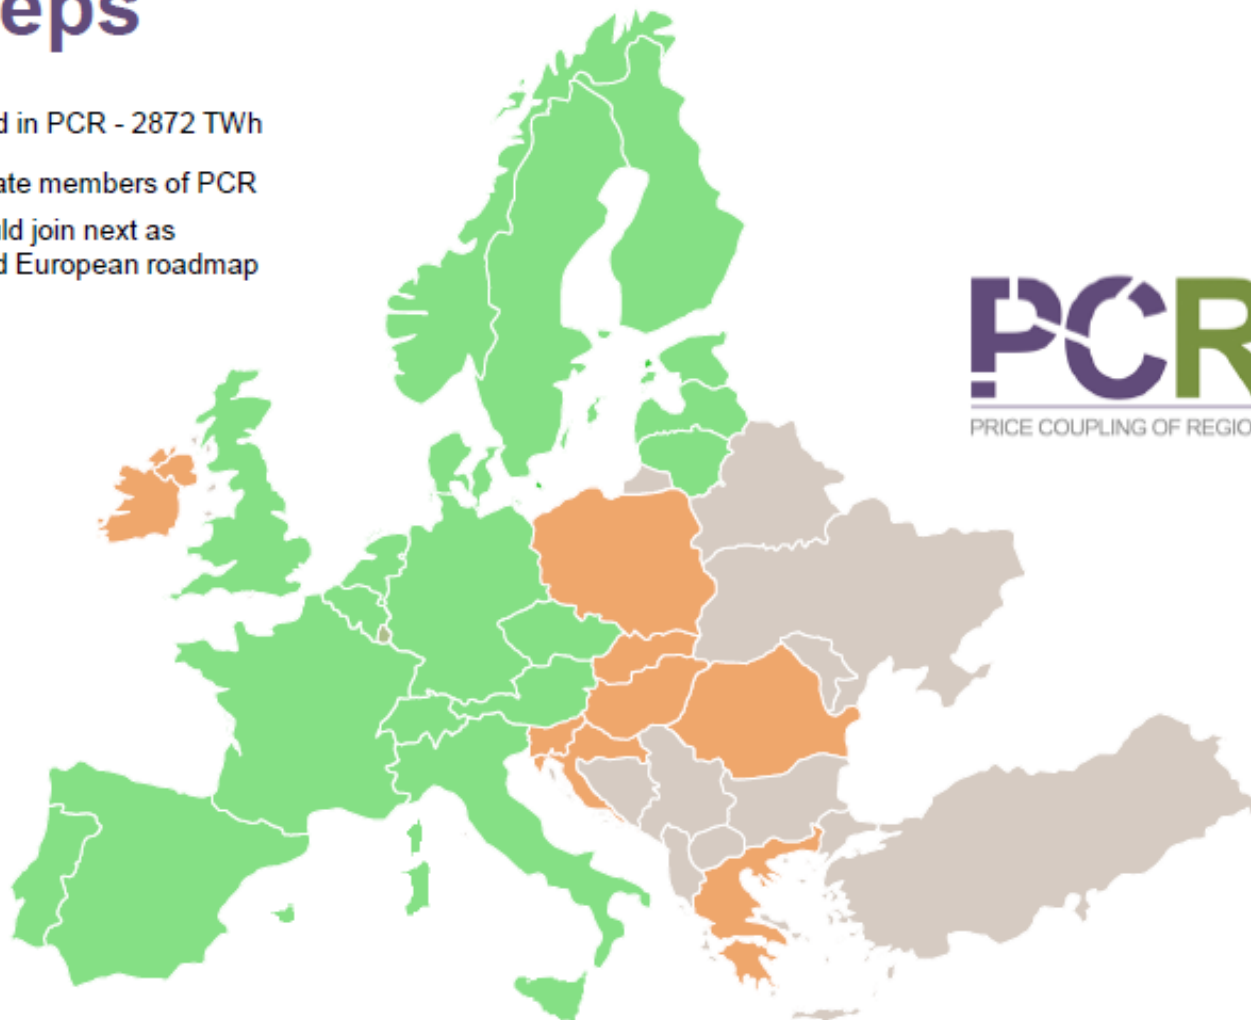 eps
d in PCR - 2872 TWh
ate members of PCR
ld join next as
d European roadmap
PCR
PRICE COUPLING OF REGIO